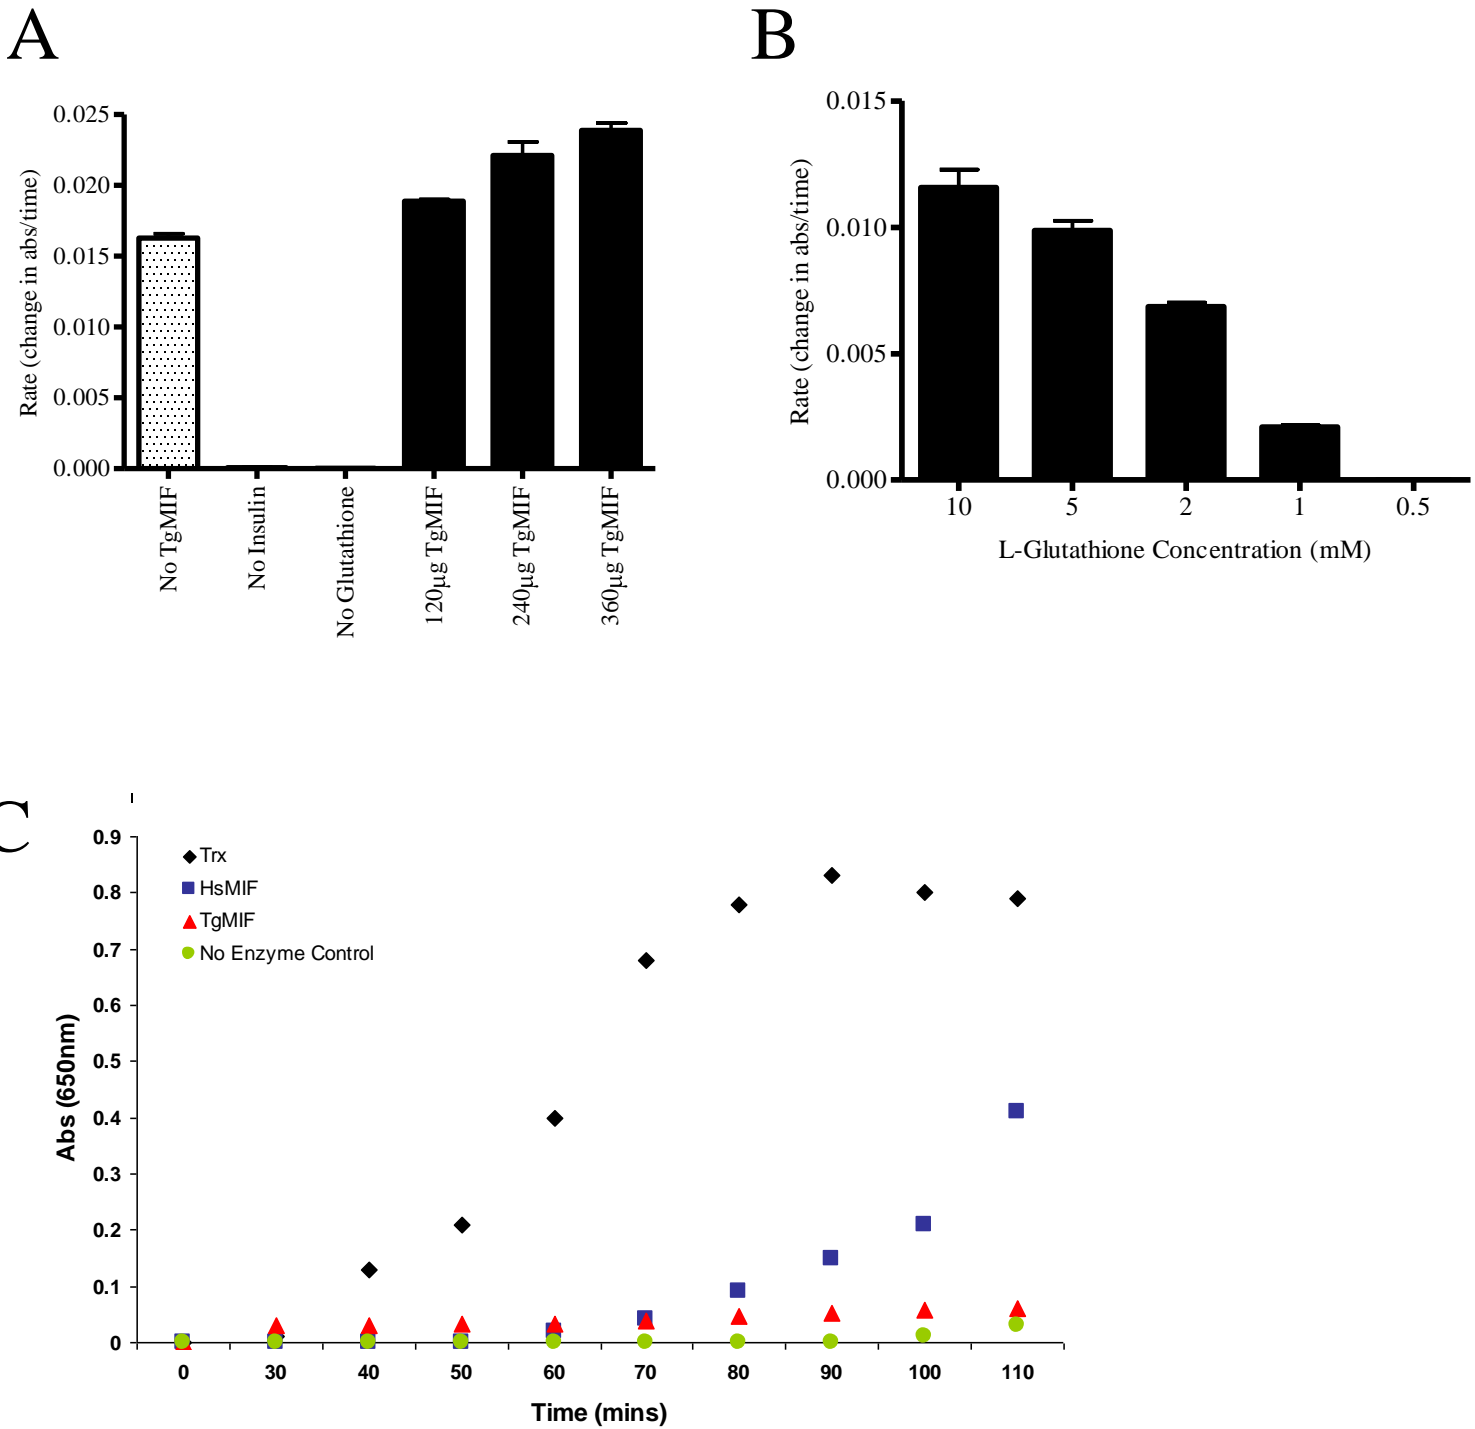 A
Rate (change in abs/time)
0.025
0.020
0.015
0.010
0.005
0.000
No TgMIF
No Insulin
No Glutathione
120µg TgMIF
240µg TgMIF
360µg TgMIF
B
Rate (change in abs/time)
0.015
0.010
0.005
0.000
10 5 2 1 0.5
L-Glutathione Concentration (mM)
C
Abs (650nm)
0.9
0.8
0.7
0.6
0.5
0.4
0.3
0.2
0.1
0
Trx
HsMIF
TgMIF
No Enzyme Control
0 30 40 50 60 70 80 90 100 110
Time (mins)